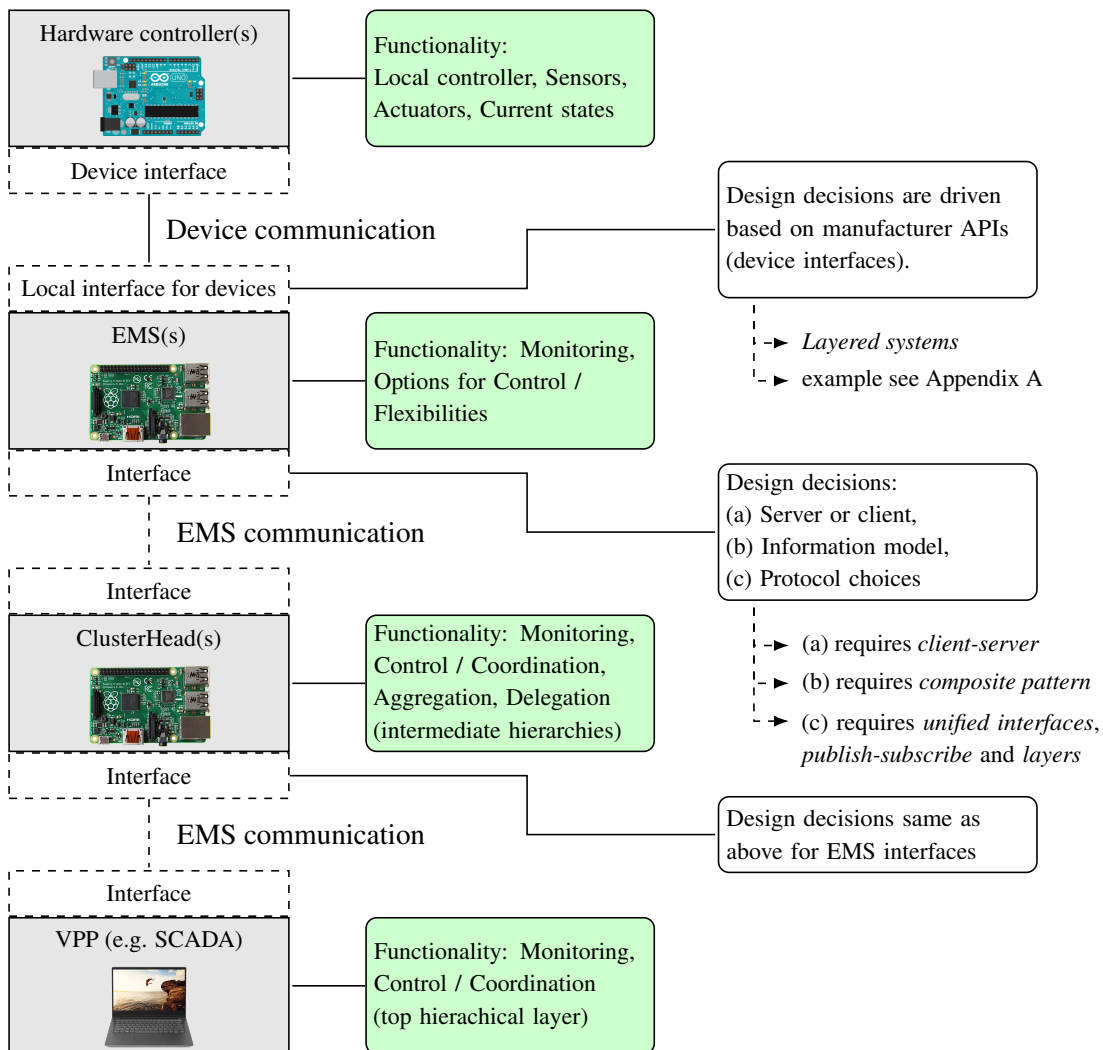 Hardware controller(s)
Functionality:
Local controller, Sensors,
Actuators, Current states
Device interface
Device communication
Design decisions are driven
based on manufacturer APIs
(device interfaces).
Local interface for devices
EMS(s)
Functionality: Monitoring,
Options for Control /
Flexibilities
Layered systems
example see Appendix A
Interface
EMS communication
Design decisions:
(a) Server or client,
(b) Information model,
(c) Protocol choices
Interface
ClusterHead(s)
Functionality: Monitoring,
Control / Coordination,
Aggregation, Delegation
(intermediate hierarchies)
(a) requires client-server
(b) requires composite pattern
(c) requires unified interfaces,
publish-subscribe and layers
Interface
EMS communication
Design decisions same as
above for EMS interfaces
Interface
VPP (e.g. SCADA)
Functionality: Monitoring,
Control / Coordination
(top hierachical layer)